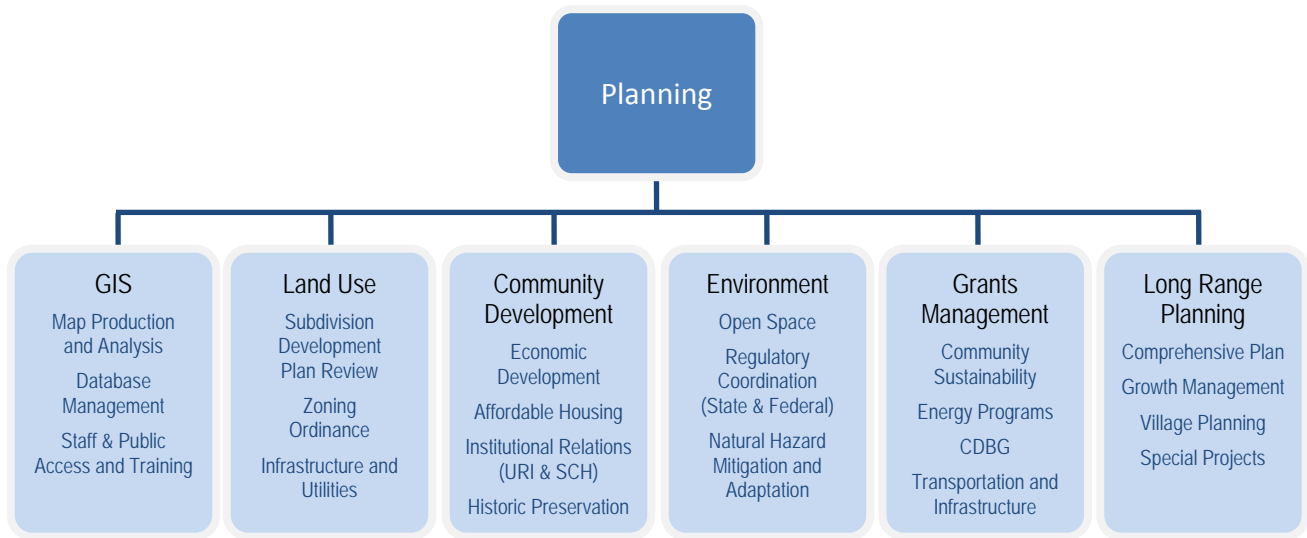 Planning
GIS
Map Production
and Analysis
Database
Management
Staff & Public
Access and Training
Land Use
Subdivision
Development
Plan Review
Zoning
Ordinance
Infrastructure and
Utilities
Community
Development
Economic
Development
Affordable Housing
Institutional Relations
(URI & SCH)
Historic Preservation
Environment
Open Space
Regulatory
Coordination
(State & Federal)
Natural Hazard
Mitigation and
Adaptation
Grants
Management
Community
Sustainability
Energy Programs
CDBG
Transportation and
Infrastructure
Long Range
Planning
Comprehensive Plan
Growth Management
Village Planning
Special Projects